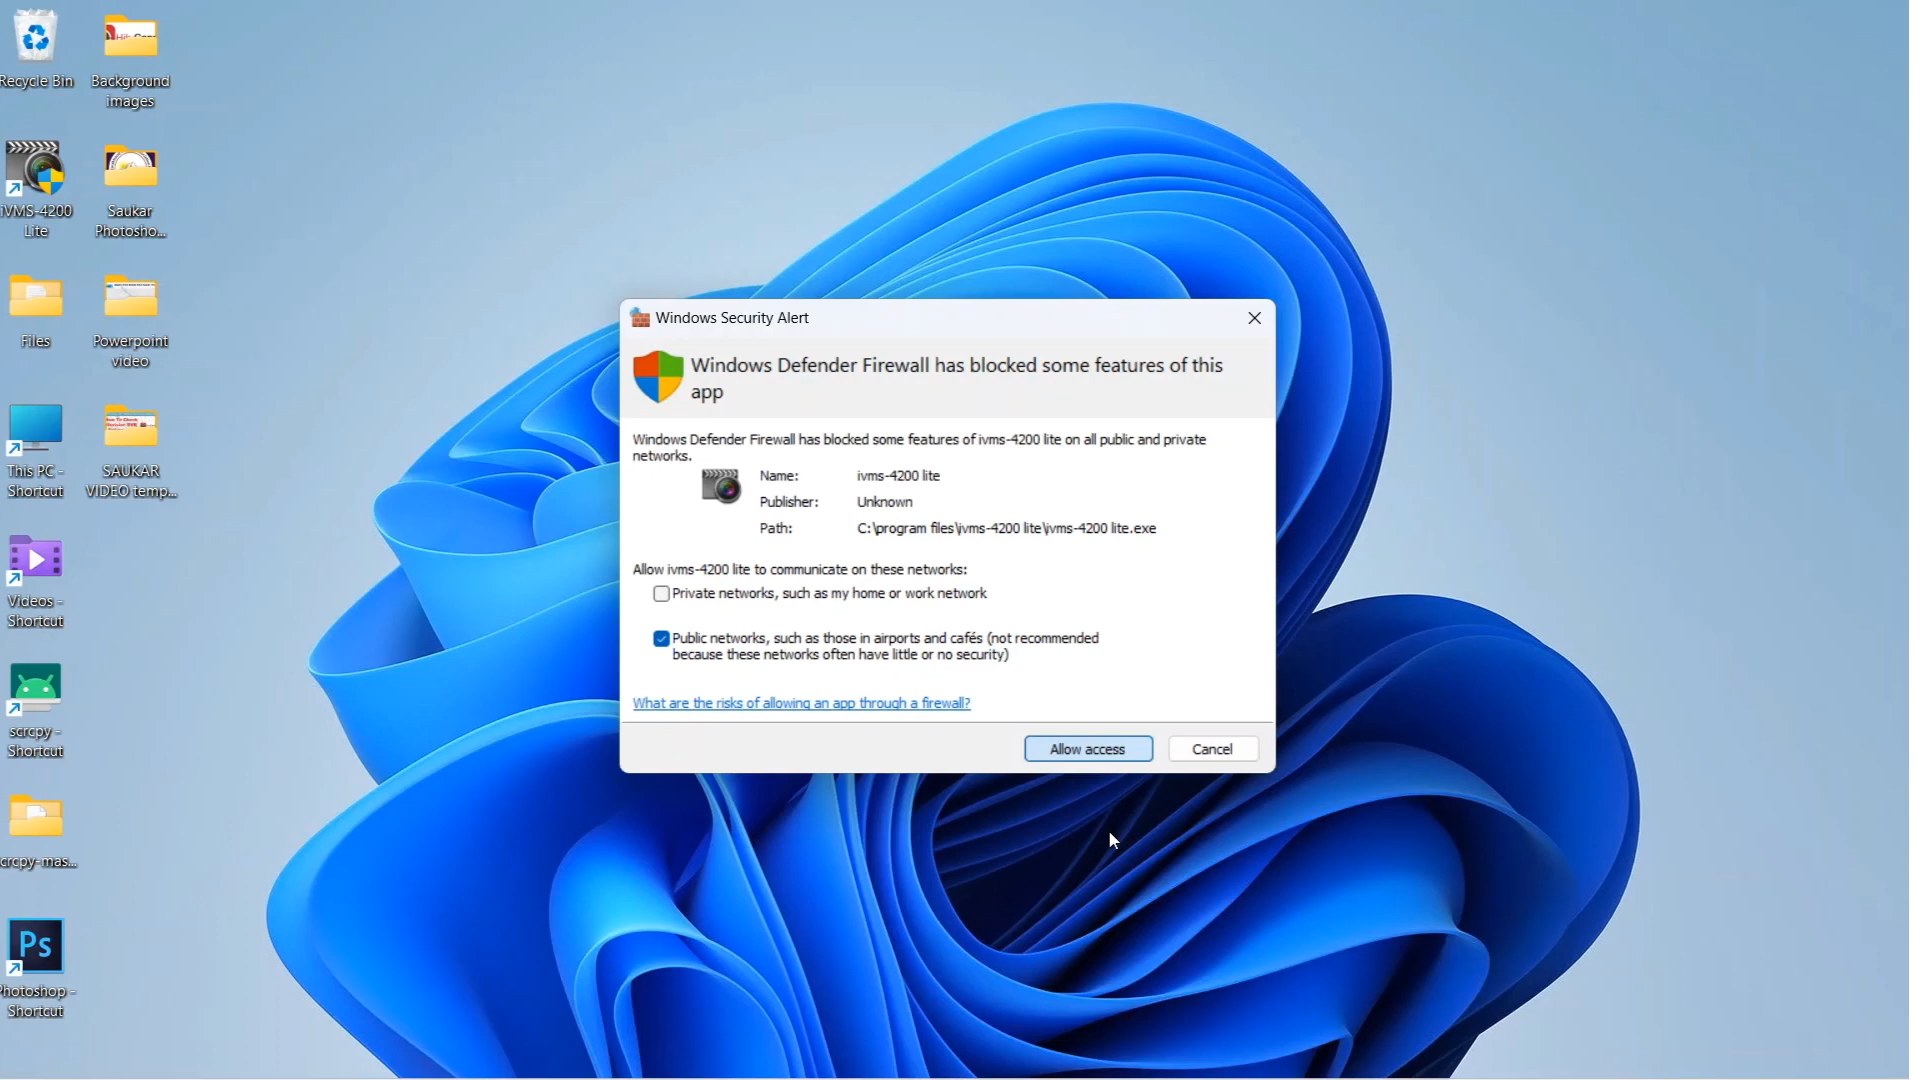 Recycle Bin
Background
images
iVMS-4200
Lite
Saukar
Photosho...
Files
Powerpoint
video
This PC -
Shortcut
SAUKAR
VIDEO temp...
Videos -
Shortcut
scrcpy -
Shortcut
crcpy-mas...
Ps
Photoshop -
Shortcut
Windows Security Alert
Windows Defender Firewall has blocked some features of this
app
Windows Defender Firewall has blocked some features of ivms-4200 lite on all public and private
networks.
Name: ivms-4200 lite
Publisher: Unknown
Path: C:\program files\ivms-4200 lite\ivms-4200 lite.exe
Allow ivms-4200 lite to communicate on these networks:
Private networks, such as my home or work network
Public networks, such as those in airports and cafés (not recommended
because these networks often have little or no security)
What are the risks of allowing an app through a firewall?
Allow access
Cancel